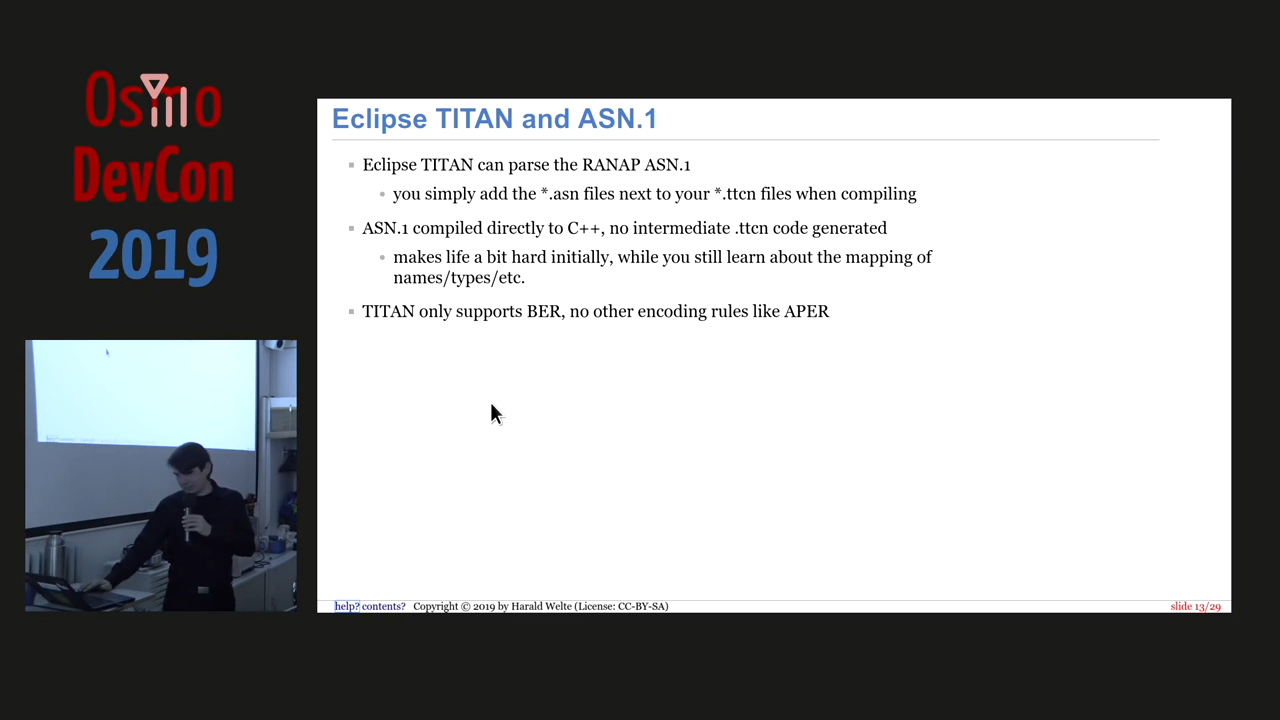 Osmo
DevCon
2019
Eclipse TITAN and ASN.1
Eclipse TITAN can parse the RANAP ASN.1
you simply add the *.asn files next to your *.ttcn files when compiling
ASN.1 compiled directly to C++, no intermediate .ttcn code generated
makes life a bit hard initially, while you still learn about the mapping of
names/types/etc.
TITAN only supports BER, no other encoding rules like APER
help? contents? Copyright © 2019 by Harald Welte (License: CC-BY-SA)
slide 13/29